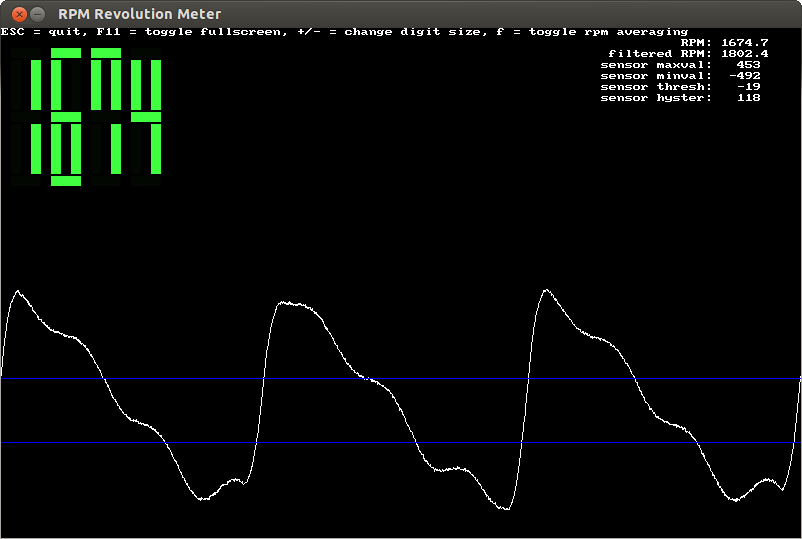 RPM Revolution Meter
ESC = quit, F11 = toggle fullscreen, +/- = change digit size, f = toggle rpm averaging
1674
RPM: 1674.7
filtered RPM: 1802.4
sensor maxval: 453
sensor minval: -492
sensor thresh: -19
sensor hyster: 118